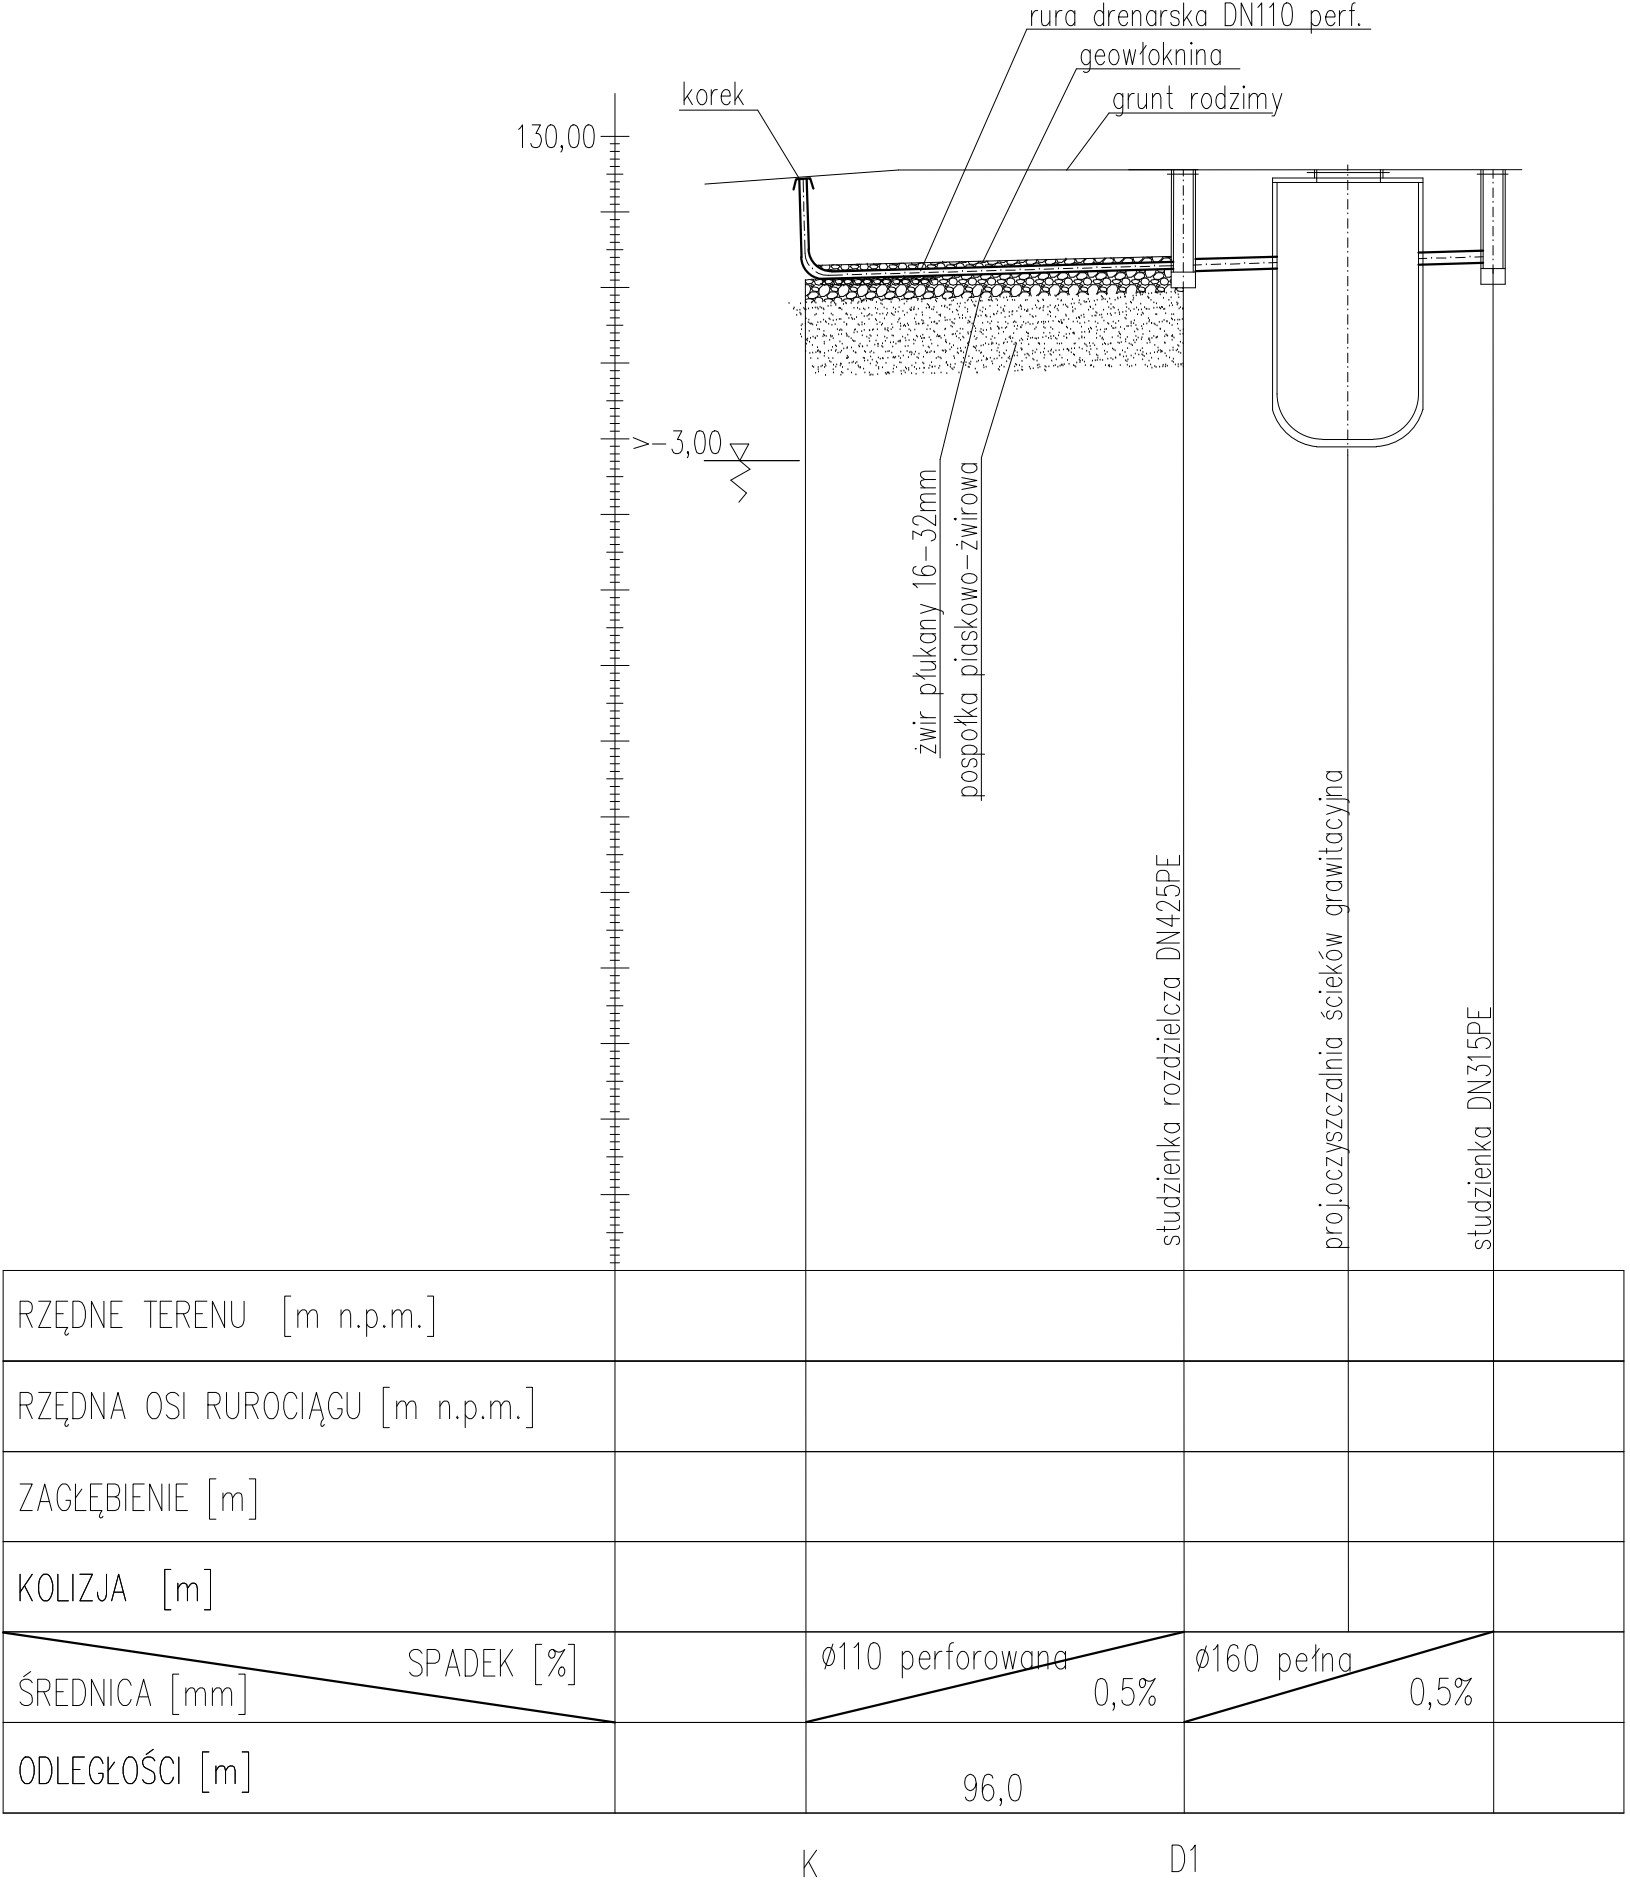 rura drenarska DN110 perf.
geowłoknina
korek
grunt rodzimy
130,00
>-3,00
żwir płukany 16-32mm
pospołka piaskowo-żwirowa
studzienka rozdzielcza DN425PE
proj.oczyszczalnia ścieków grawitacyjna
studzienka DN315PE
RZĘDNE TERENU [m n.p.m.]
RZĘDNA OSI RUROCIĄGU [m n.p.m.]
ZAGŁĘBIENIE [m]
KOLIZJA [m]
SPADEK [%]
ŚREDNICA [mm]
ø110 perforowana
0,5%
ø160 pełna
0,5%
ODLEGŁOŚCI [m]
96,0
K
D1